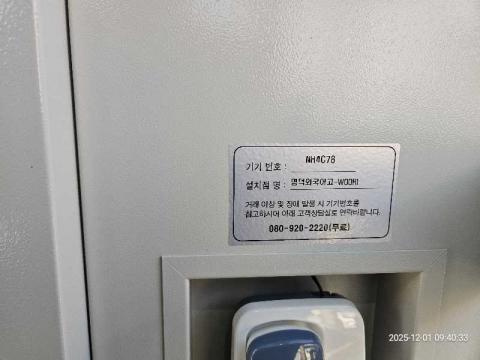 기기 번호 : NH4C78
설치점 명 : 명덕외국어고-WOORI
거래 이상 및 장애 발생 시 기기번호를
참고하시어 아래 고객상담실로 연락바랍니다.
080-920-2220(무료)
2025-12-01 09:40:33